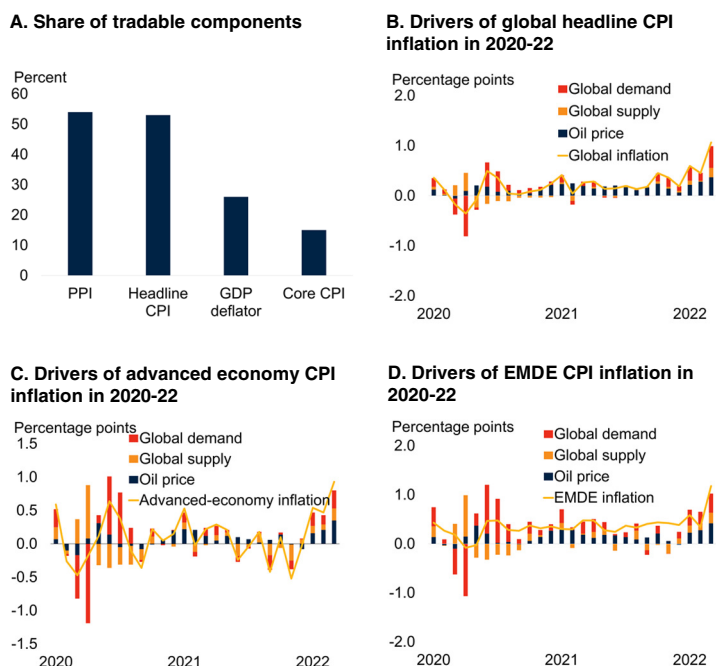 A. Share of tradable components
Percent
60
50
40
30
20
10
0
PPI
Headline
CPI
GDP
deflator
Core CPI
B. Drivers of global headline CPI
inflation in 2020-22
Percentage points
2.0
1.0
0.0
-1.0
-2.0
Global demand
Global supply
Oil price
Global inflation
2020
2021
2022
C. Drivers of advanced economy CPI
inflation in 2020-22
Percentage points
1.5
1.0
0.5
0.0
-0.5
-1.0
-1.5
Global demand
Global supply
Oil price
Advanced-economy inflation
2020
2021
2022
D. Drivers of EMDE CPI inflation in
2020-22
Percentage points
2.0
1.0
0.0
-1.0
-2.0
Global demand
Global supply
Oil price
EMDE inflation
2020
2021
2022